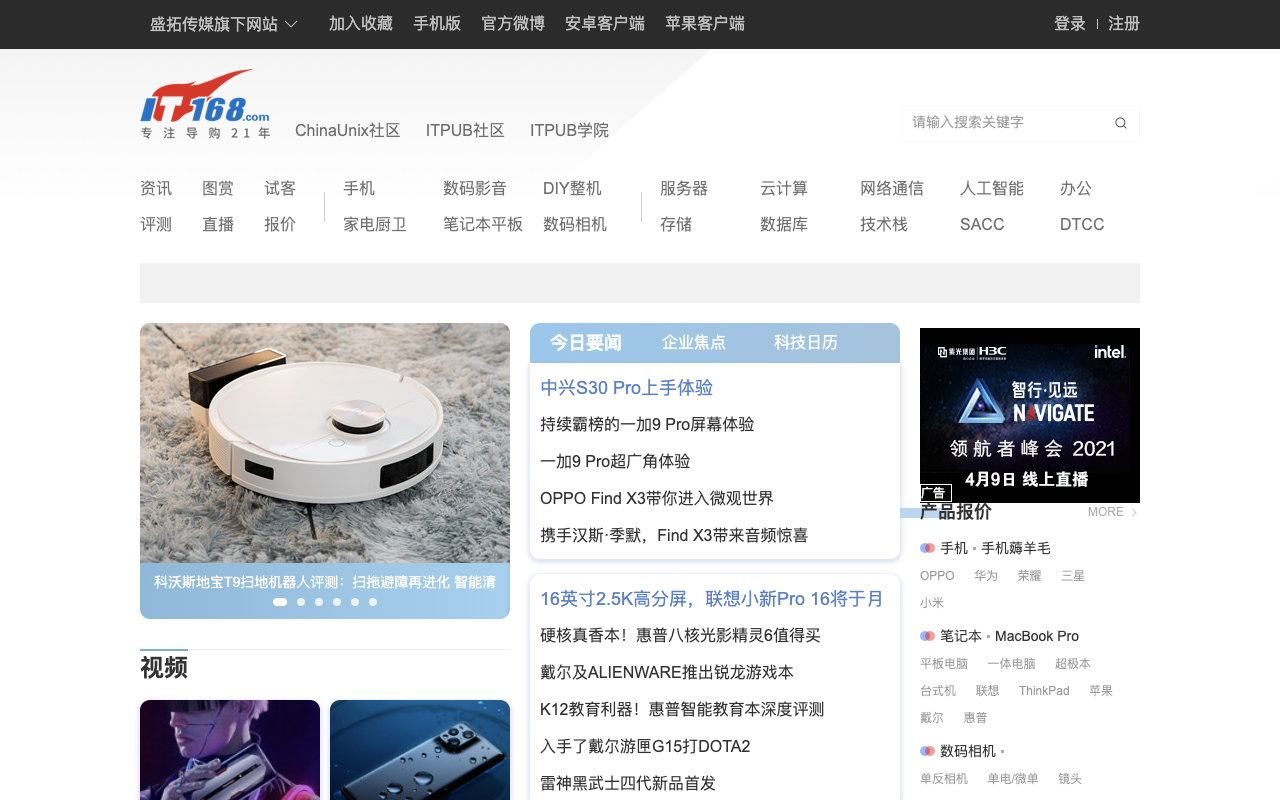 盛拓传媒旗下网站 加入收藏 手机版 官方微博 安卓客户端 苹果客户端 登录 注册
IT168.com
专注导购21年
ChinaUnix社区 ITPUB社区 ITPUB学院
请输入搜索关键字
资讯 图赏 试客 手机 数码影音 DIY整机 服务器 云计算 网络通信 人工智能 办公
评测 直播 报价 家电厨卫 笔记本平板 数码相机 存储 数据库 技术栈 SACC DTCC
科沃斯地宝T9扫地机器人评测：扫拖避障再进化 智能清
视频
今日要闻 企业焦点 科技日历
中兴S30 Pro上手体验
持续霸榜的一加9 Pro屏幕体验
一加9 Pro超广角体验
OPPO Find X3带你进入微观世界
携手汉斯·季默，Find X3带来音频惊喜
16英寸2.5K高分屏，联想小新Pro 16将于月
硬核真香本！惠普八核光影精灵6值得买
戴尔及ALIENWARE推出锐龙游戏本
K12教育利器！惠普智能教育本深度评测
入手了戴尔游匣G15打DOTA2
雷神黑武士四代新品首发
紫光集团 H3C intel.
智行·见远
NAVIGATE
领航者峰会 2021
4月9日 线上直播
广告
产品报价 MORE
手机 手机薅羊毛
OPPO 华为 荣耀 三星
小米
笔记本 MacBook Pro
平板电脑 一体电脑 超极本
台式机 联想 ThinkPad 苹果
戴尔 惠普
数码相机
单反相机 单电/微单 镜头